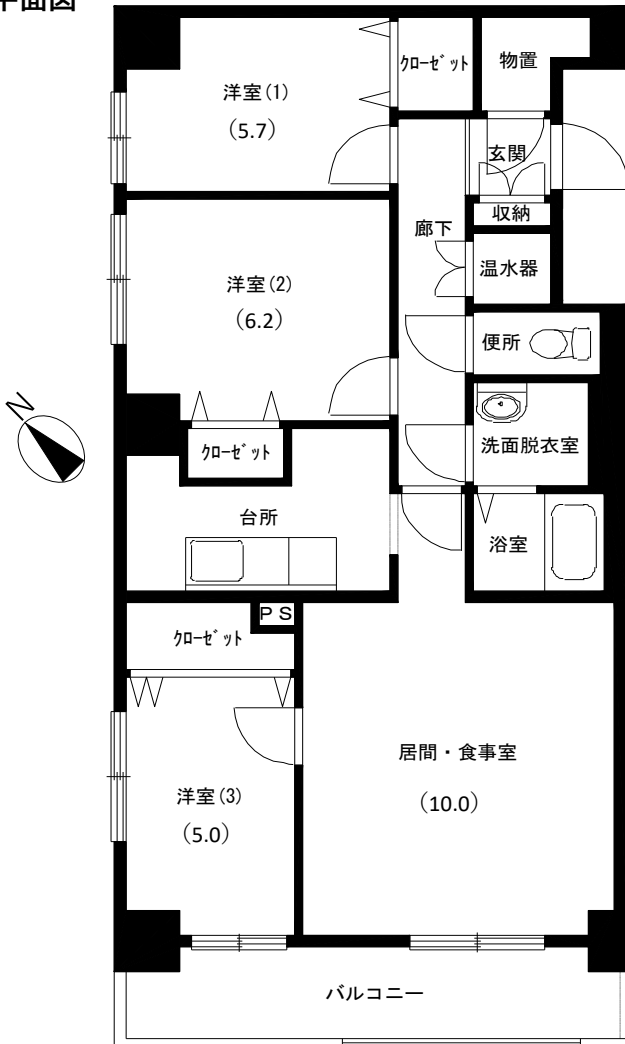 平面図
クローゼット
物置
洋室(1)
(5.7)
玄関
収納
廊下
温水器
洋室(2)
(6.2)
便所
N
クローゼット
洗面脱衣室
台所
浴室
PS
クローゼット
居間・食事室
(10.0)
洋室(3)
(5.0)
バルコニー